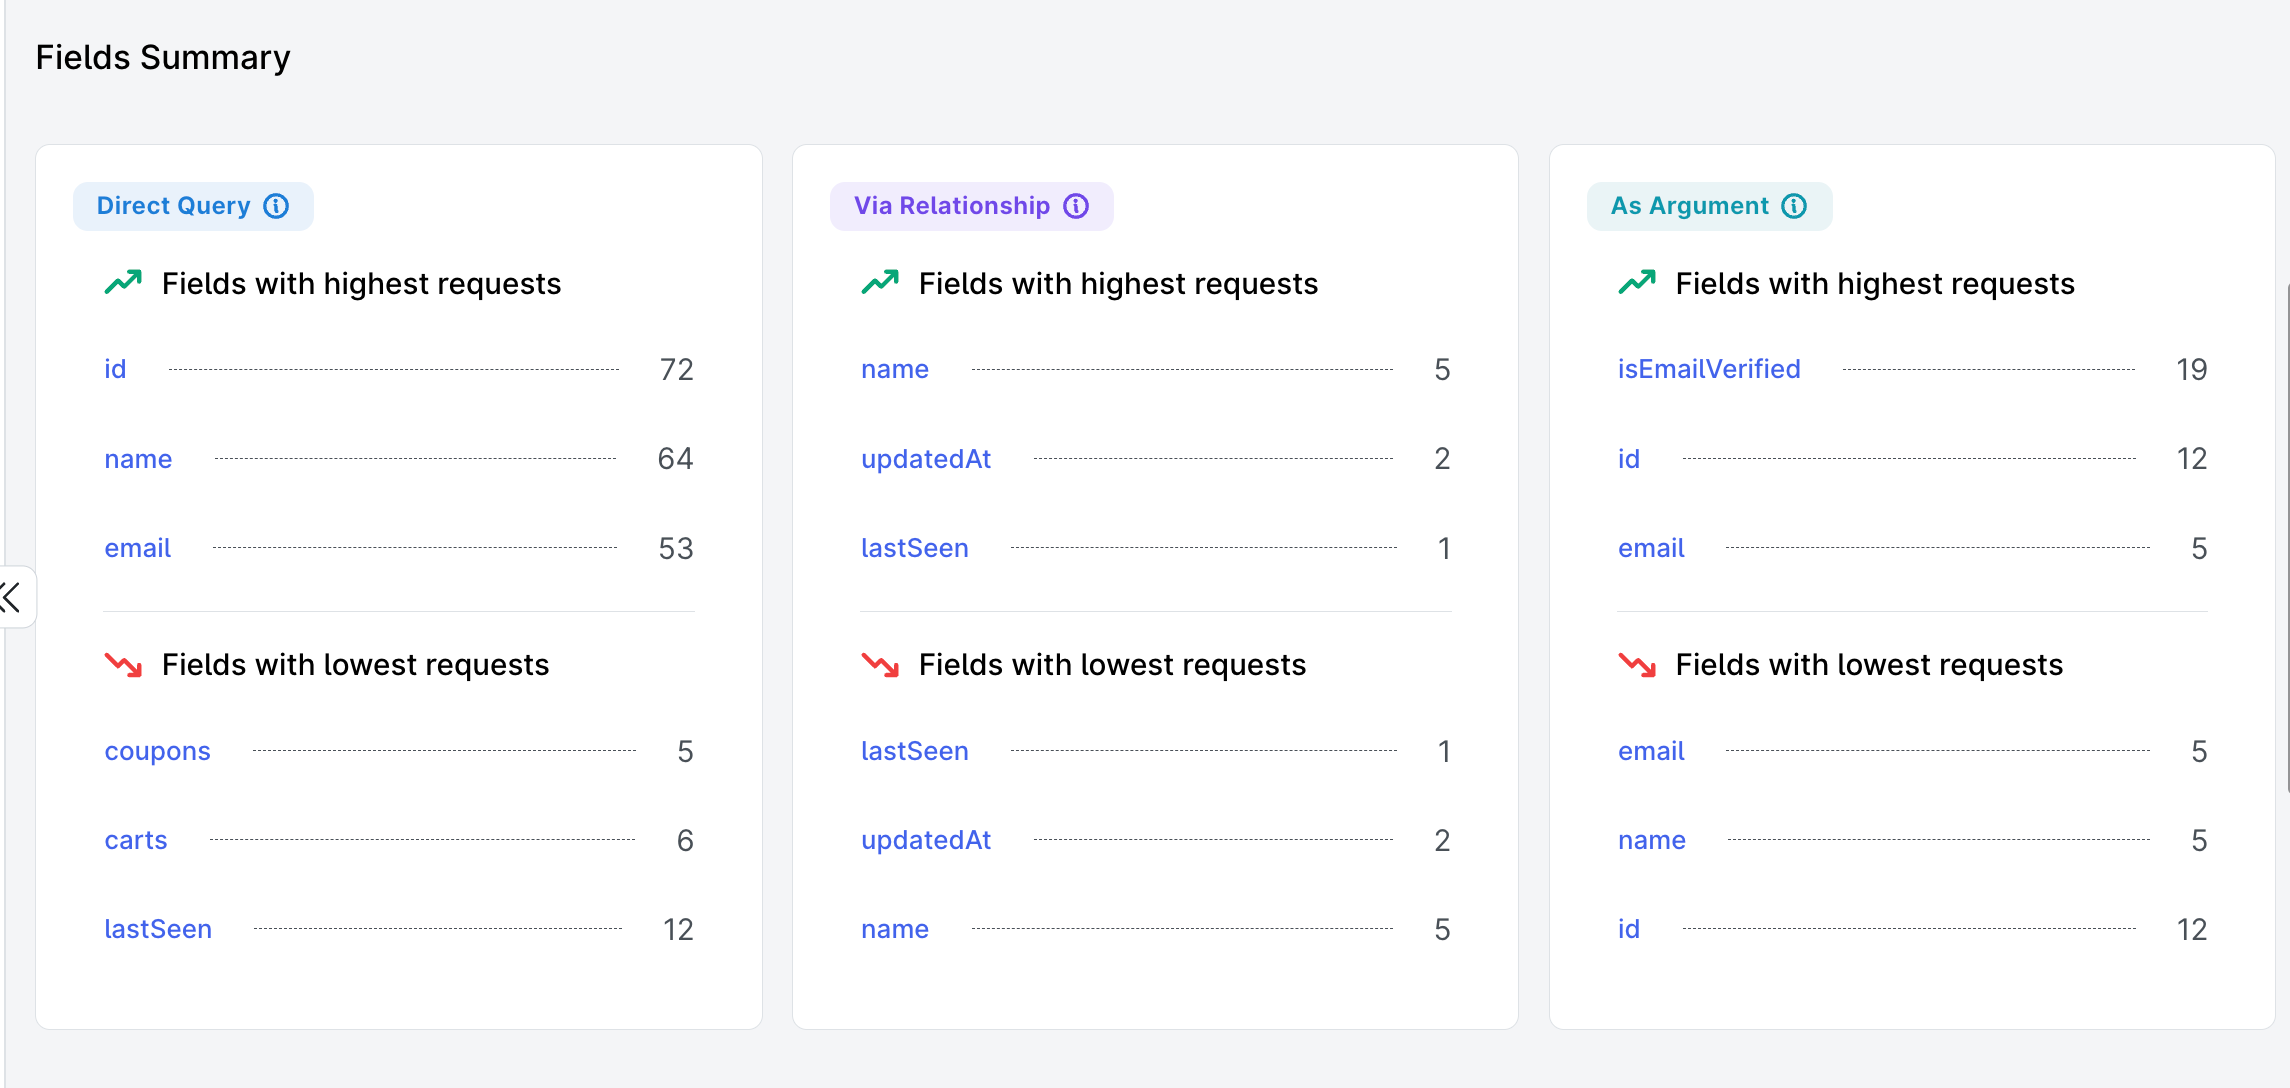 Fields Summary
Direct Query
Fields with highest requests
id 72
name 64
email 53
Fields with lowest requests
coupons 5
carts 6
lastSeen 12
Via Relationship
Fields with highest requests
name 5
updatedAt 2
lastSeen 1
Fields with lowest requests
lastSeen 1
updatedAt 2
name 5
As Argument
Fields with highest requests
isEmailVerified 19
id 12
email 5
Fields with lowest requests
email 5
name 5
id 12